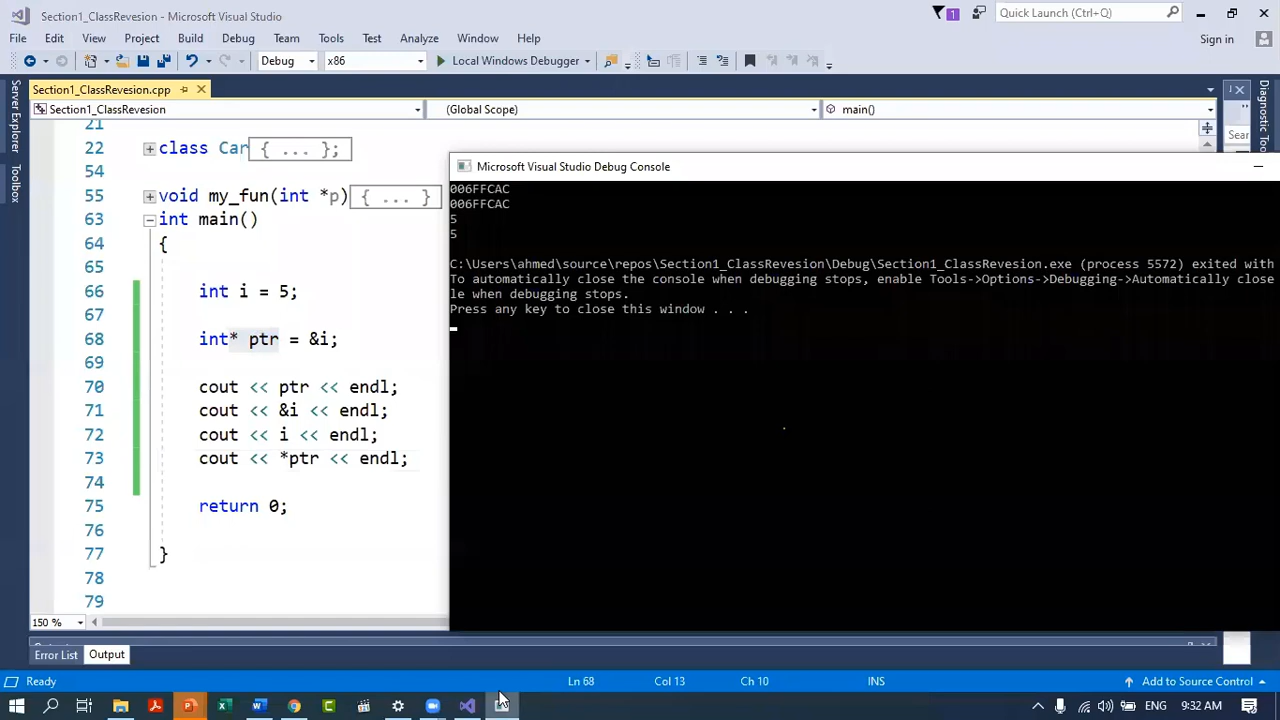 Section1_ClassRevesion - Microsoft Visual Studio
1
Quick Launch (Ctrl+Q)
File Edit View Project Build Debug Team Tools Test Analyze Window Help
Sign in
Debug x86 Local Windows Debugger
Section1_ClassRevesion.cpp
Section1_ClassRevesion (Global Scope) main()
Server Explorer
Toolbox
Diagnostic To
Sear
21
22 class Car{ ... };
54
55 void my_fun(int *p){ ... }
63 int main()
64 {
65
66 int i = 5;
67
68 int* ptr = &i;
69
70 cout << ptr << endl;
71 cout << &i << endl;
72 cout << i << endl;
73 cout << *ptr << endl;
74
75 return 0;
76
77 }
78
79
150 %
Microsoft Visual Studio Debug Console
006FFCAC
006FFCAC
5
5
C:\Users\ahmed\source\repos\Section1_ClassRevesion\Debug\Section1_ClassRevesion.exe (process 5572) exited with
To automatically close the console when debugging stops, enable Tools->Options->Debugging->Automatically close
le when debugging stops.
Press any key to close this window . . .
Error List Output
Ready Ln 68 Col 13 Ch 10 INS Add to Source Control
ENG 9:32 AM